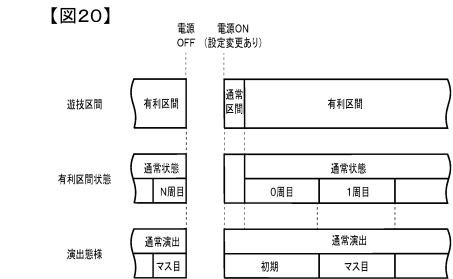 【図20】
電源
OFF
電源ON
(設定変更あり)
遊技区間
有利区間
通常
区間
有利区間
有利区間状態
通常状態
N周目
通常状態
0周目
1周目
演出態様
通常演出
マス目
通常演出
初期
マス目